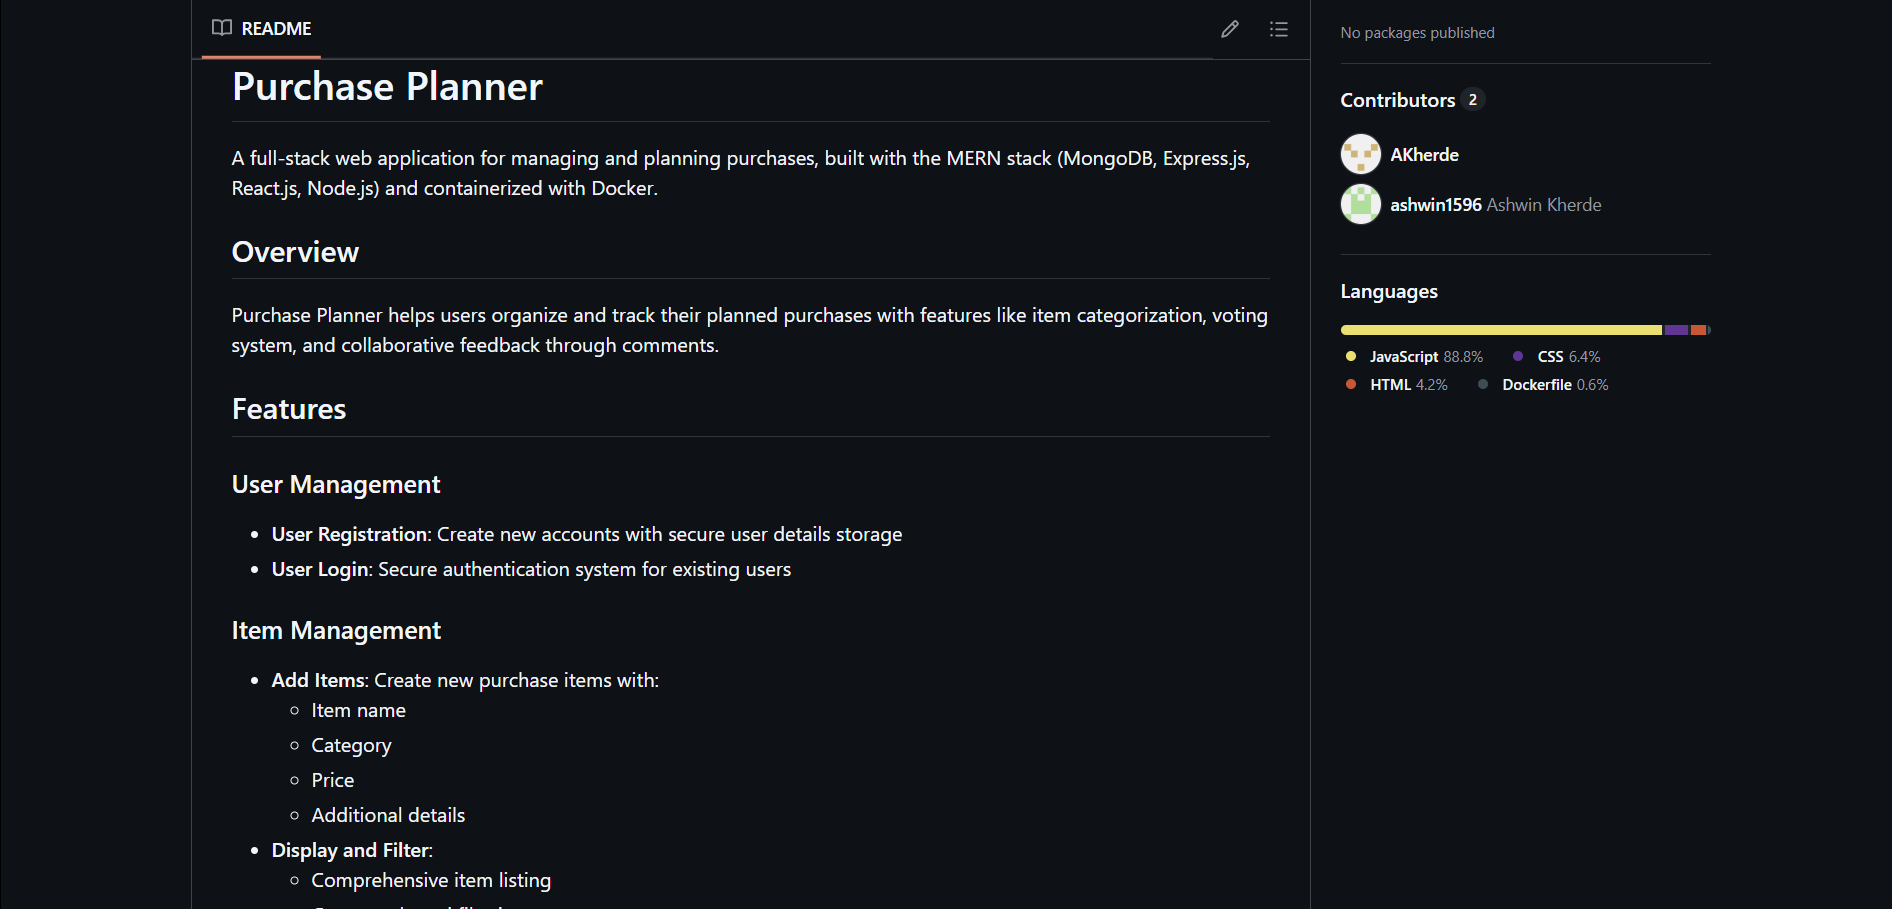 README
Purchase Planner
A full-stack web application for managing and planning purchases, built with the MERN stack (MongoDB, Express.js,
React.js, Node.js) and containerized with Docker.
Overview
Purchase Planner helps users organize and track their planned purchases with features like item categorization, voting
system, and collaborative feedback through comments.
Features
User Management
User Registration: Create new accounts with secure user details storage
User Login: Secure authentication system for existing users
Item Management
Add Items: Create new purchase items with:
Item name
Category
Price
Additional details
Display and Filter:
Comprehensive item listing
No packages published
Contributors 2
AKherde
ashwin1596 Ashwin Kherde
Languages
JavaScript 88.8% CSS 6.4%
HTML 4.2% Dockerfile 0.6%